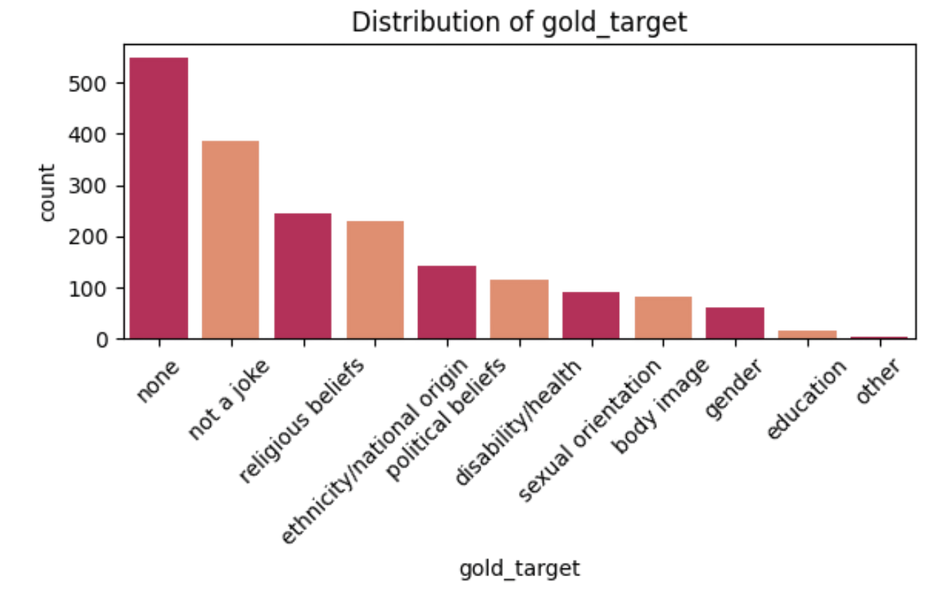 Distribution of gold_target
count
500
400
300
200
100
0
none
not a joke
religious beliefs
ethnicity/national origin
political beliefs
disability/health
sexual orientation
body image
gender
education
other
gold_target